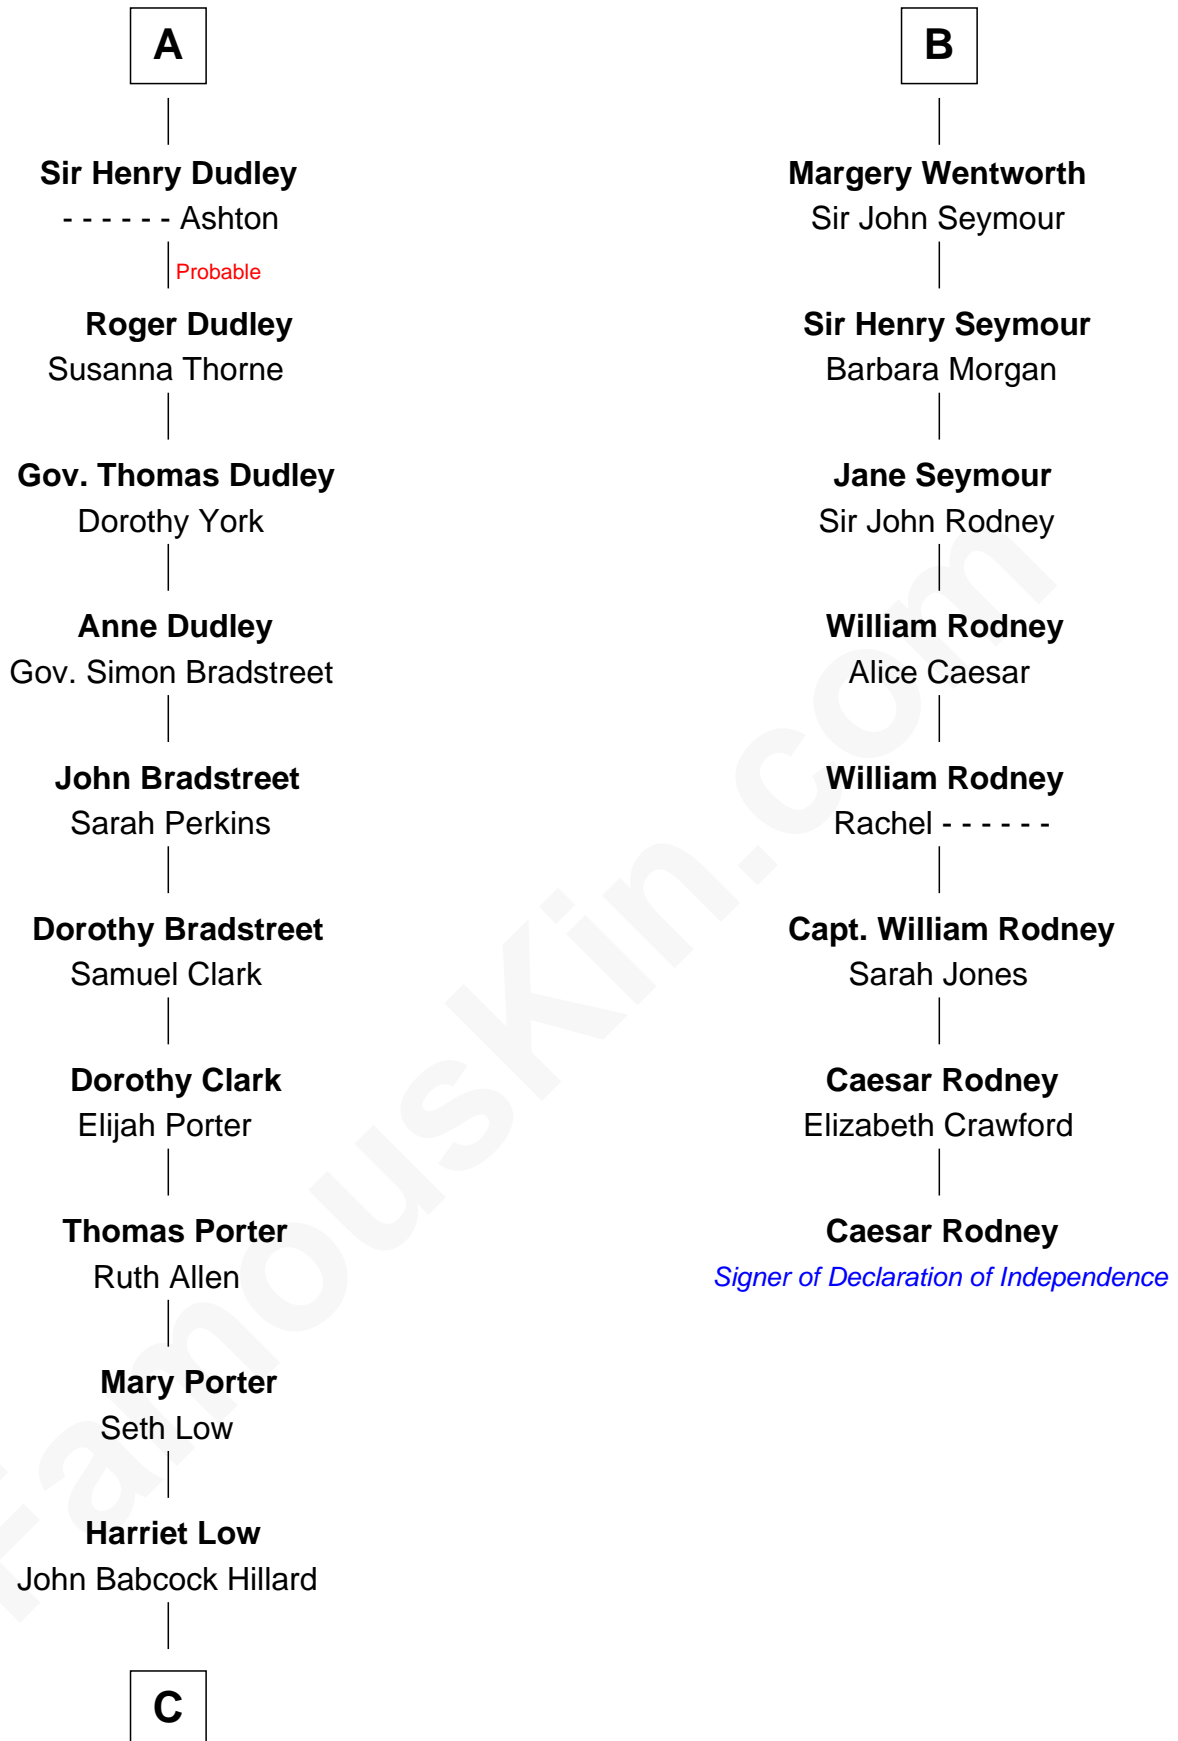 A
Sir Henry Dudley
- - - - - - Ashton
Probable
Roger Dudley
Susanna Thorne
Gov. Thomas Dudley
Dorothy York
Anne Dudley
Gov. Simon Bradstreet
John Bradstreet
Sarah Perkins
Dorothy Bradstreet
Samuel Clark
Dorothy Clark
Elijah Porter
Thomas Porter
Ruth Allen
Mary Porter
Seth Low
Harriet Low
John Babcock Hillard
C
B
Margery Wentworth
Sir John Seymour
Sir Henry Seymour
Barbara Morgan
Jane Seymour
Sir John Rodney
William Rodney
Alice Caesar
William Rodney
Rachel - - - - - -
Capt. William Rodney
Sarah Jones
Caesar Rodney
Elizabeth Crawford
Caesar Rodney
Signer of Declaration of Independence
FamousKin.com